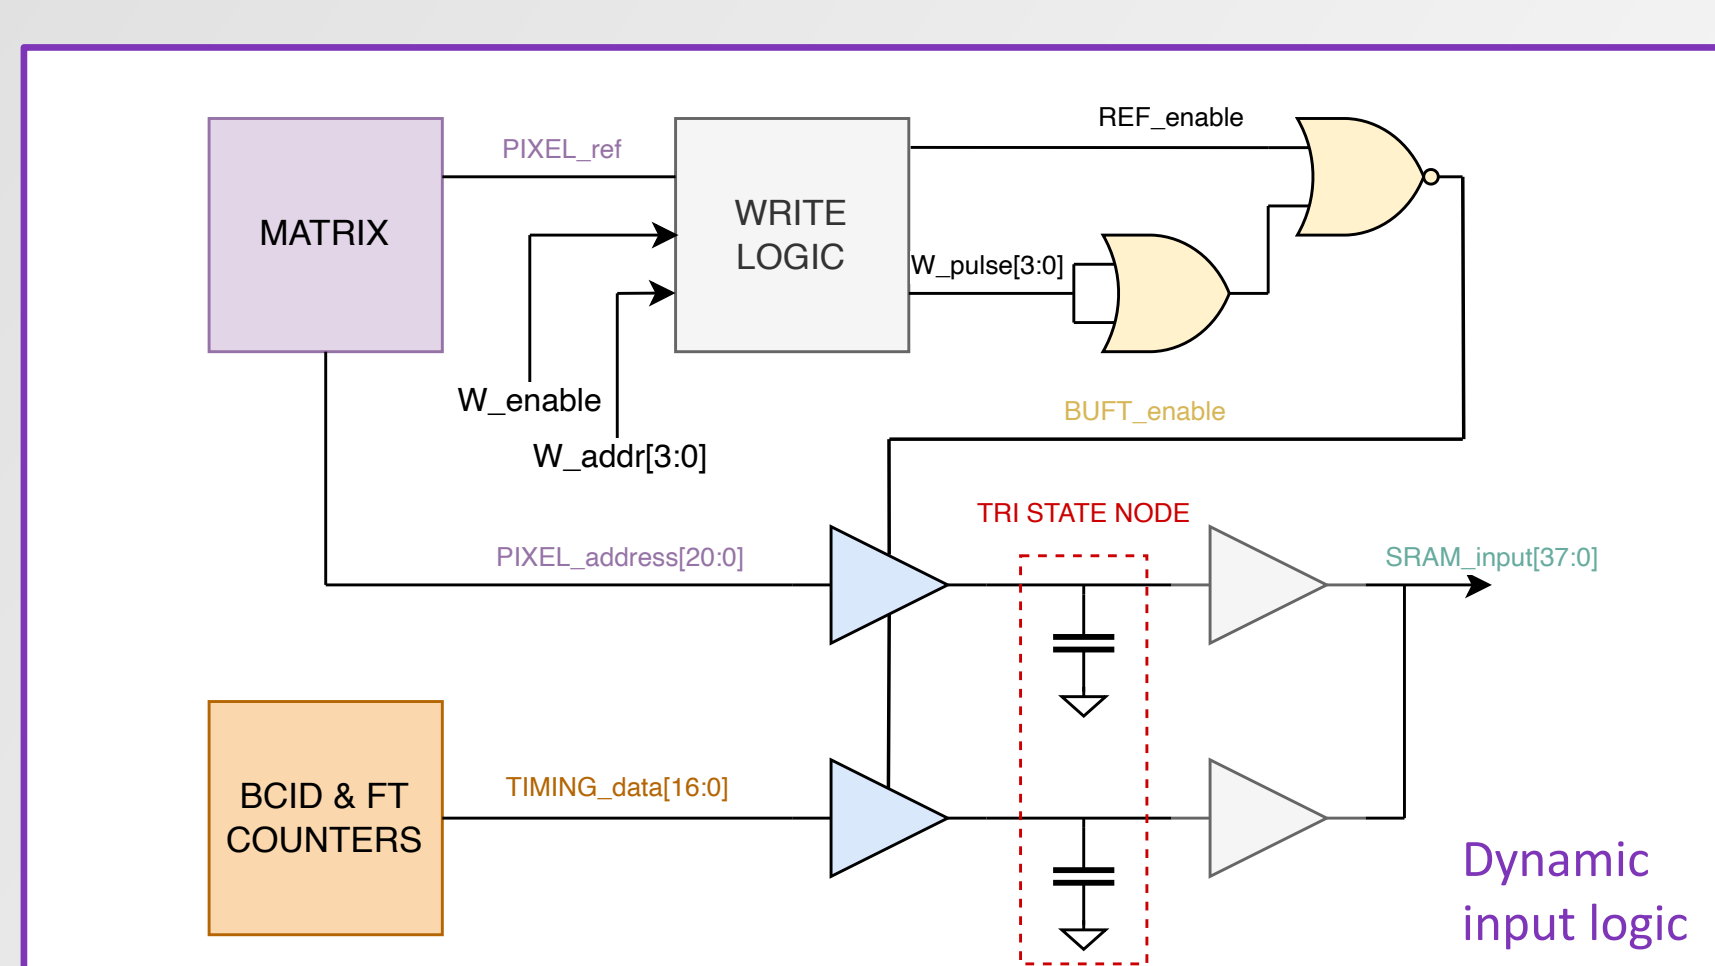 REF_enable
PIXEL_ref
MATRIX
WRITE
LOGIC
W_pulse[3:0]
W_enable
W_addr[3:0]
BUFT_enable
TRI STATE NODE
PIXEL_address[20:0]
SRAM_input[37:0]
BCID & FT
COUNTERS
TIMING_data[16:0]
Dynamic
input logic